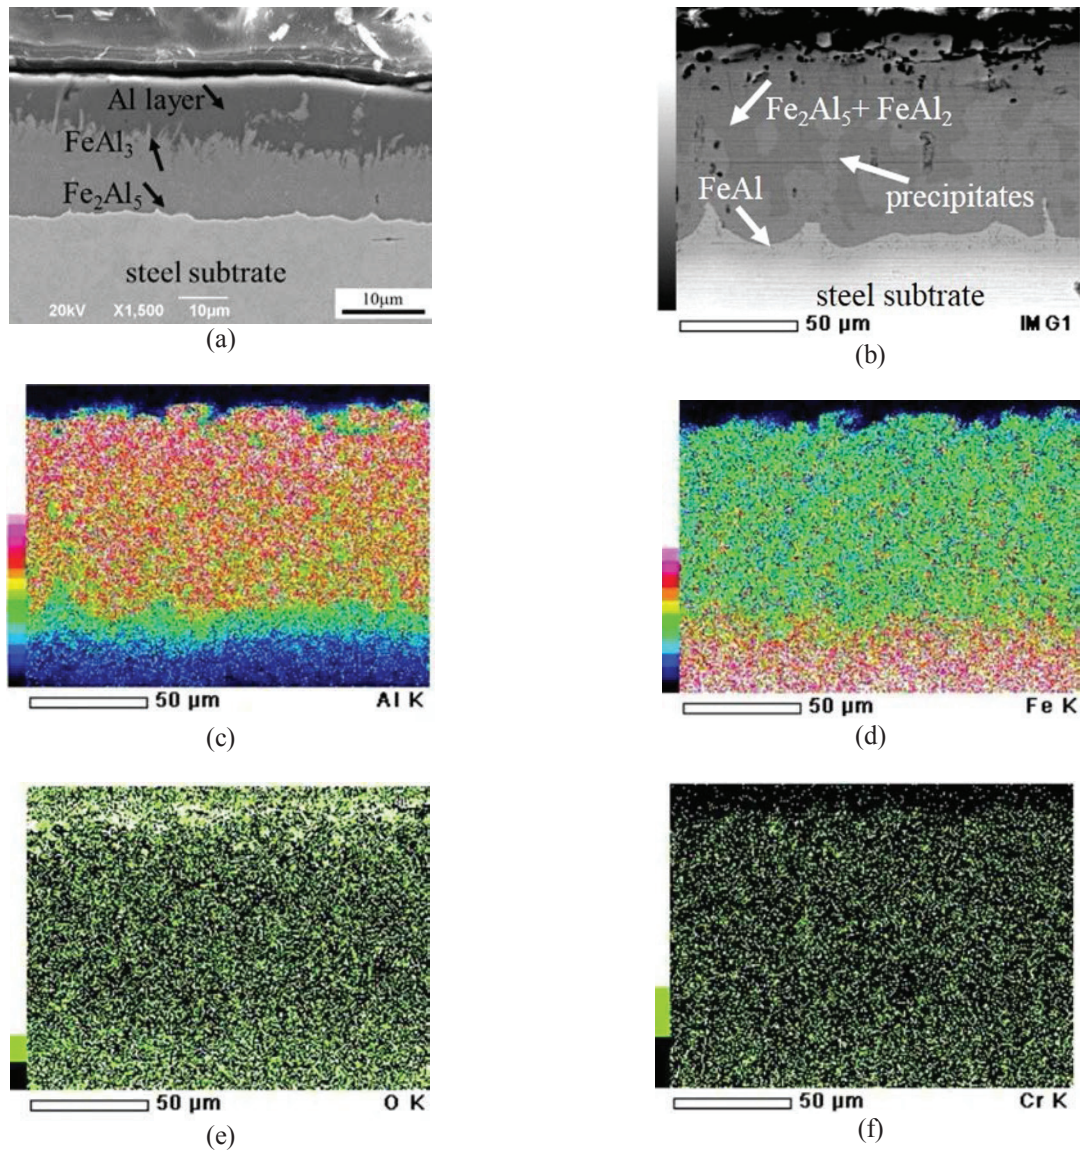 Al layer
FeAl3
Fe2Al5
steel subtrate
10μm
20kV X1,500 10μm
(a)
Fe2Al5+ FeAl2
FeAl
precipitates
steel subtrate
50 μm IMG1
(b)
50 μm Al K
(c)
50 μm Fe K
(d)
50 μm O K
(e)
50 μm Cr K
(f)